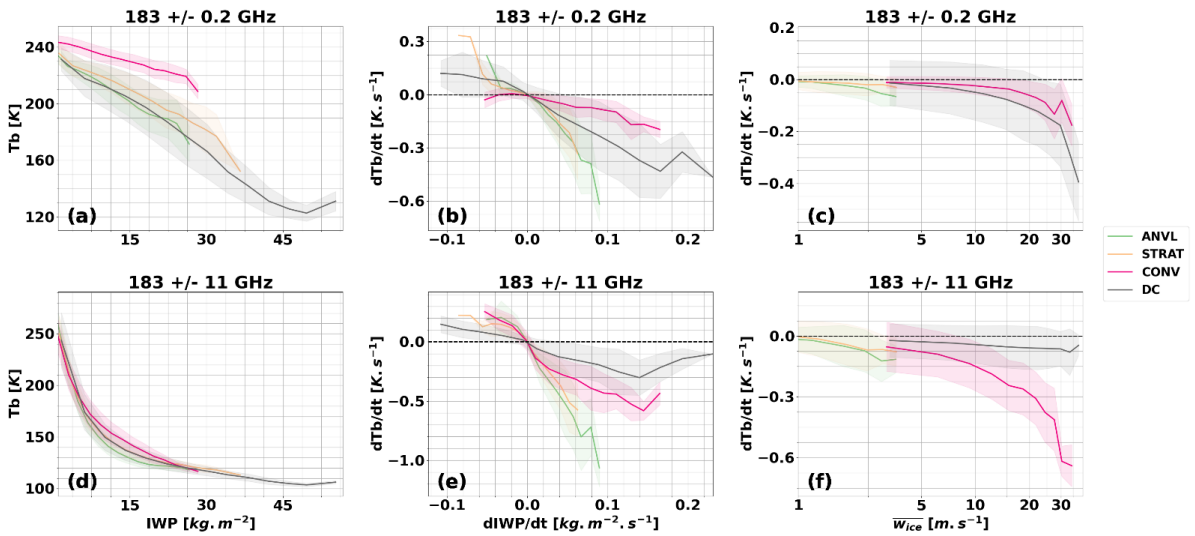 183 +/- 0.2 GHz
240
200
160
120
Tb [K]
(a)
15 30 45
183 +/- 0.2 GHz
0.3
0.0
−0.3
−0.6
dTb/dt [K. s⁻¹]
(b)
−0.1 0.0 0.1 0.2
183 +/- 0.2 GHz
0.2
0.0
−0.2
−0.4
dTb/dt [K. s⁻¹]
(c)
1 5 10 20 30
ANVL
STRAT
CONV
DC
183 +/- 11 GHz
250
200
150
100
Tb [K]
(d)
15 30 45
IWP [kg. m⁻²]
183 +/- 11 GHz
0.0
−0.5
−1.0
dTb/dt [K. s⁻¹]
(e)
−0.1 0.0 0.1 0.2
dIWP/dt [kg. m⁻². s⁻¹]
183 +/- 11 GHz
0.0
−0.6
dTb/dt [K. s⁻¹]
(f)
1 5 10 20 30
w̅ᵢ꜀ₑ [m. s⁻¹]